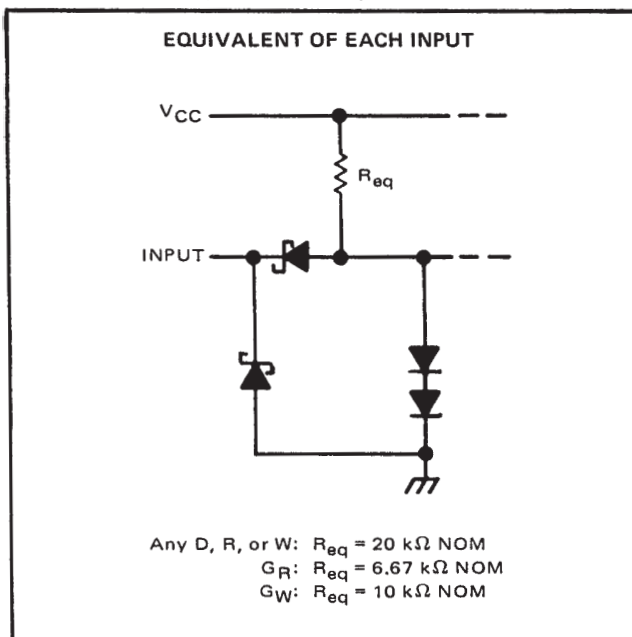 EQUIVALENT OF EACH INPUT
VCC
Req
INPUT
Any D, R, or W: Req = 20 kΩ NOM
GR: Req = 6.67 kΩ NOM
GW: Req = 10 kΩ NOM